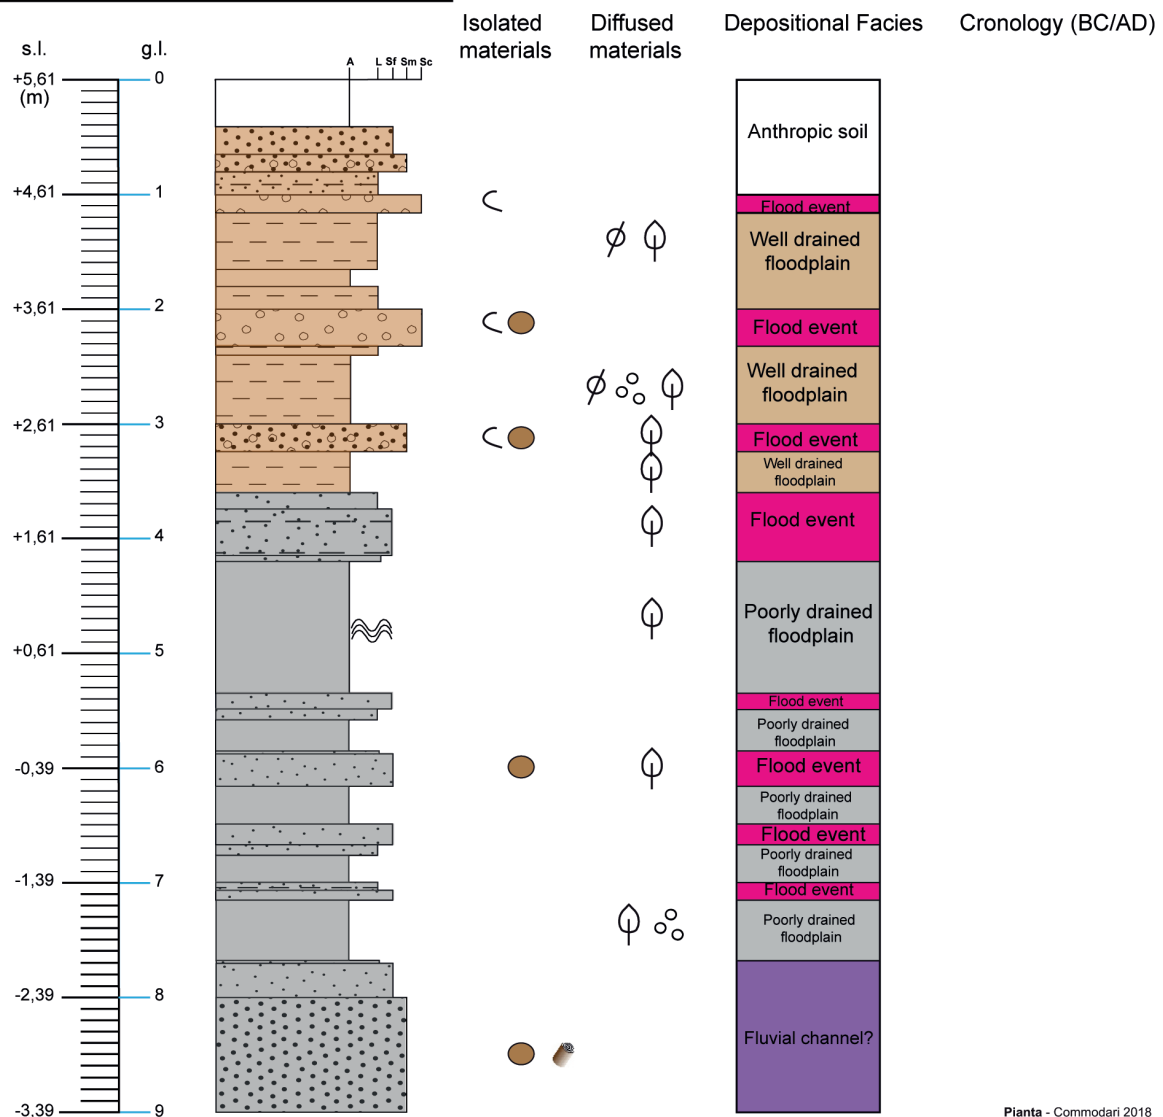 Isolated materials
Diffused materials
Depositional Facies
Cronology (BC/AD)
s.l.
g.l.
A L Sf Sm Sc
+5,61 0
(m)
Anthropic soil
+4,61 1
Flood event
Well drained
floodplain
+3,61 2
Flood event
Well drained
floodplain
+2,61 3
Flood event
Well drained
floodplain
Flood event
+1,61 4
Poorly drained
floodplain
+0,61 5
Flood event
Poorly drained
floodplain
-0,39 6
Flood event
Poorly drained
floodplain
Flood event
Poorly drained
floodplain
-1,39 7
Flood event
Poorly drained
floodplain
-2,39 8
Fluvial channel?
-3.39 9
Pianta - Commodari 2018